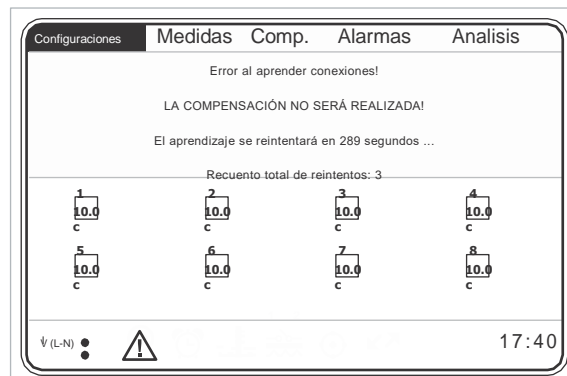 Configuraciones Medidas Comp. Alarmas Analisis
Error al aprender conexiones!
LA COMPENSACIÓN NO SERÁ REALIZADA!
El aprendizaje se reintentará en 289 segundos ...
Recuento total de reintentos: 3
1 2 3 4
10.0 10.0 10.0 10.0
c c c c
5 6 7 8
10.0 10.0 10.0 10.0
c c c c
(L-N) 17:40